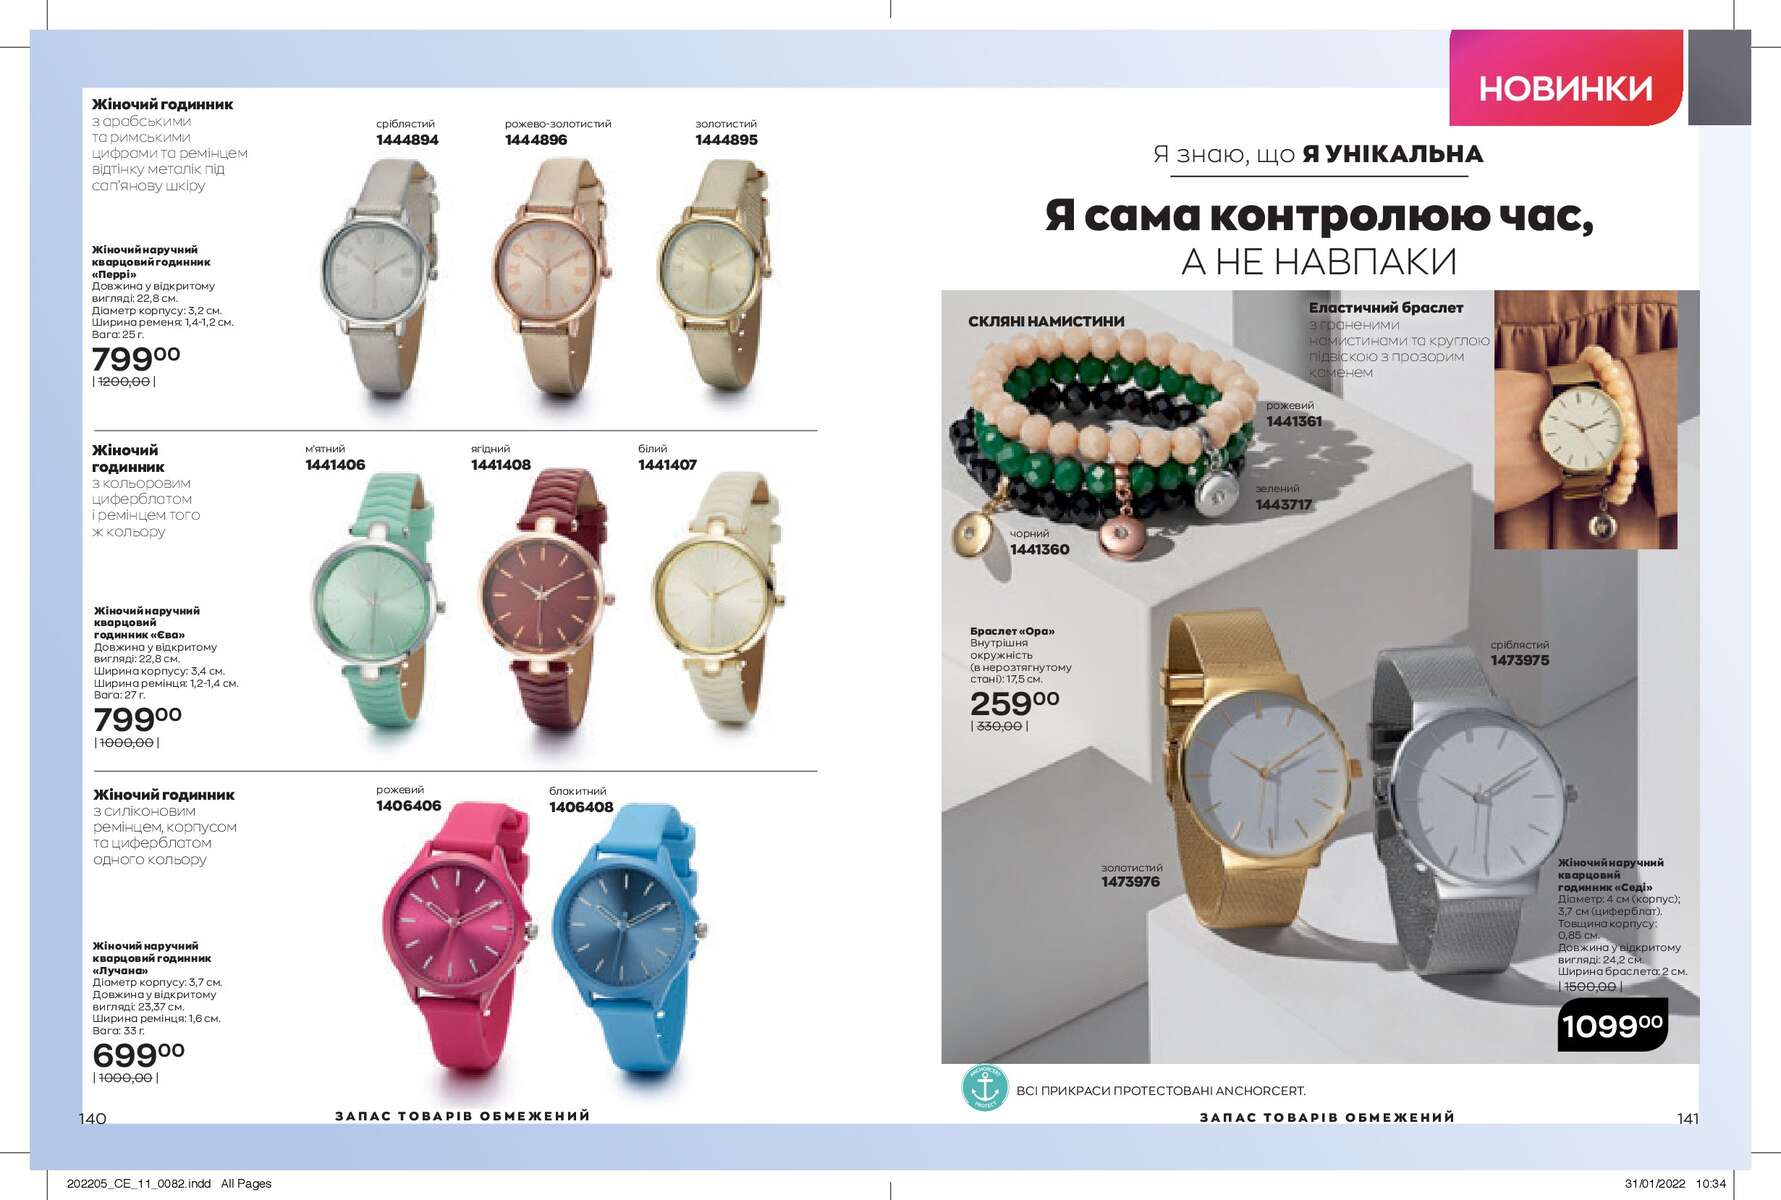 НОВИНКИ
Жіночий годинник
з арабськими
та римськими
цифрами та ремінцем
відтінку металік під
сап'янову шкіру
сріблястий
1444894
рожево-золотистий
1444896
золотистий
1444895
Жіночий наручний
кварцовий годинник
«Перрі»
Довжина у відкритому
вигляді: 22,8 см.
Діаметр корпусу: 3,2 см.
Ширина ременя: 1,4-1,2 см.
Вага: 25 г.
799⁰⁰
| 1200,00 |
Жіночий
годинник
з кольоровим
циферблатом
і ремінцем того
ж кольору
м'ятний
1441406
ягідний
1441408
білий
1441407
Жіночий наручний
кварцовий
годинник «Єва»
Довжина у відкритому
вигляді: 22,8 см.
Ширина корпусу: 3,4 см.
Ширина ремінця: 1,2-1,4 см.
Вага: 27 г.
799⁰⁰
| 1000,00 |
Жіночий годинник
з силіконовим
ремінцем, корпусом
та циферблатом
одного кольору
рожевий
1406406
блакитний
1406408
Жіночий наручний
кварцовий годинник
«Лучана»
Діаметр корпусу: 3,7 см.
Довжина у відкритому
вигляді: 23,37 см.
Ширина ремінця: 1,6 см.
Вага: 33 г.
699⁰⁰
| 1000,00 |
140
ЗАПАС ТОВАРІВ ОБМЕЖЕНИЙ
Я знаю, що Я УНІКАЛЬНА
Я сама контролюю час,
А НЕ НАВПАКИ
СКЛЯНІ НАМИСТИНИ
Еластичний браслет
з граненими
намистинами та круглою
підвіскою з прозорим
каменем
рожевий
1441361
зелений
1443717
чорний
1441360
Браслет «Ора»
Внутрішня
окружність
(в нерозтягнутому
стані): 17,5 см.
259⁰⁰
| 330,00 |
сріблястий
1473975
золотистий
1473976
Жіночий наручний
кварцовий
годинник «Седі»
Діаметр: 4 см (корпус);
3,7 см (циферблат).
Товщина корпусу:
0,85 см.
Довжина у відкритому
вигляді: 24,2 см.
Ширина браслета: 2 см.
| 1500,00 |
1099⁰⁰
ANCHORCERT
PROTECT
ВСІ ПРИКРАСИ ПРОТЕСТОВАНІ ANCHORCERT.
ЗАПАС ТОВАРІВ ОБМЕЖЕНИЙ
141
202205_CE_11_0082.indd All Pages
31/01/2022 10:34